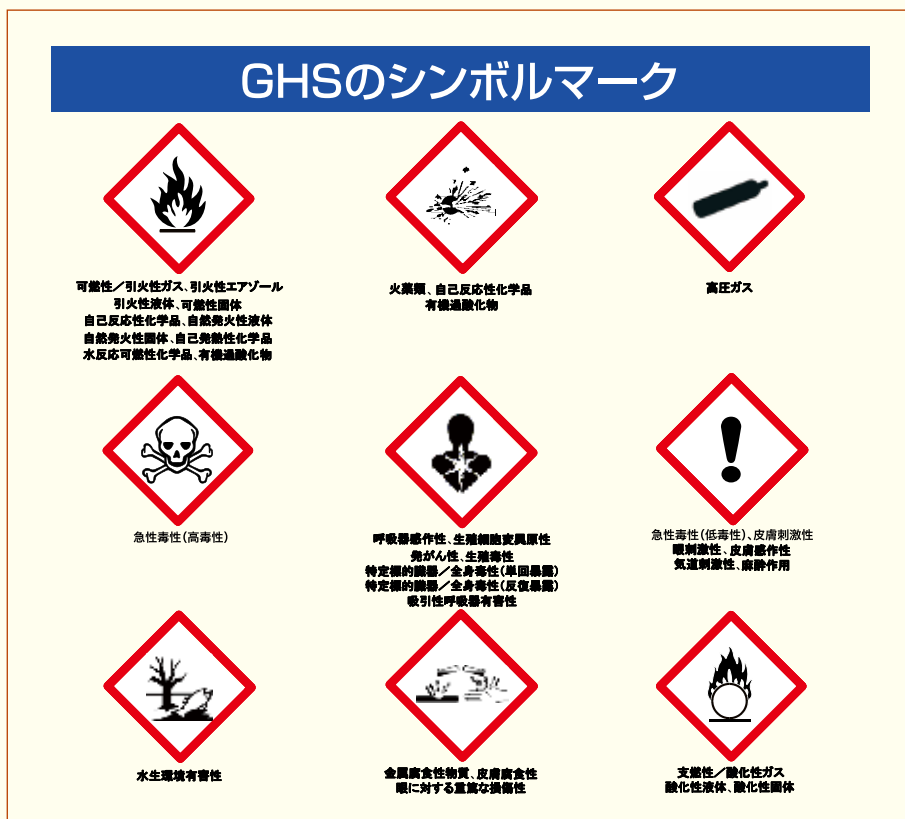 GHSのシンボルマーク
可燃性／引火性ガス、引火性エアゾール
引火性液体、可燃性固体
自己反応性化学品、自然発火性液体
自然発火性固体、自己発熱性化学品
水反応可燃性化学品、有機過酸化物
火薬類、自己反応性化学品
有機過酸化物
高圧ガス
急性毒性(高毒性)
呼吸器感作性、生殖細胞変異原性
発がん性、生殖毒性
特定標的臓器／全身毒性(単回暴露)
特定標的臓器／全身毒性(反復暴露)
吸引性呼吸器有害性
急性毒性(低毒性)、皮膚刺激性
眼刺激性、皮膚感作性
気道刺激性、麻酔作用
水生環境有害性
金属腐食性物質、皮膚腐食性
眼に対する重篤な損傷性
支燃性／酸化性ガス
酸化性液体、酸化性固体